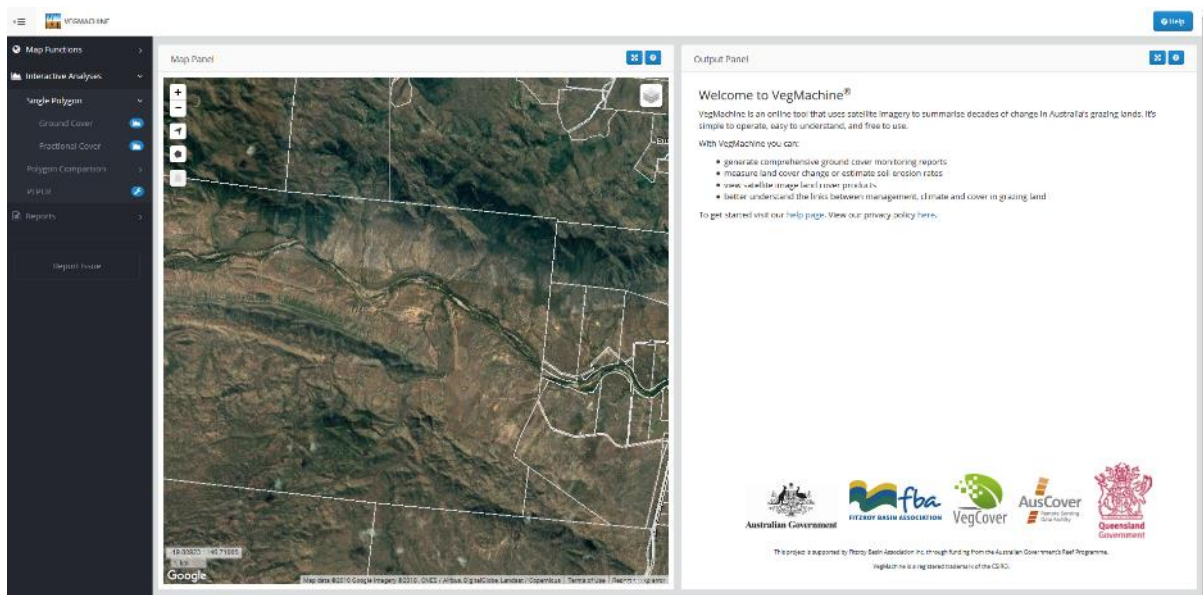 VEGMACHINE
Help
Map Functions
Interactive Analyses
Single Polygon
Ground Cover
Fractional Cover
Polygon Comparison
Reports
Report Issue
Map Panel
+
-
Google
Output Panel
Welcome to VegMachine®
VegMachine is an online tool that uses satellite imagery to summarise decades of change in Australia's grazing lands. It's
simple to operate, easy to understand, and free to use.
With VegMachine you can:
• generate comprehensive ground cover monitoring reports
• measure land cover change or estimate soil erosion rates
• view satellite image land cover products
• better understand the links between management, climate and cover in grazing land
To get started visit our help page. View our privacy policy here.
Australian Government
fba
FITZROY BASIN ASSOCIATION
VegCover
AusCover
Remote Sensing
Data Facility
Queensland
Government
This project is supported by Fitzroy Basin Association Inc. through funding from the Australian Government's Reef Programme.
VegMachine is a registered trademark of the CSIRO.